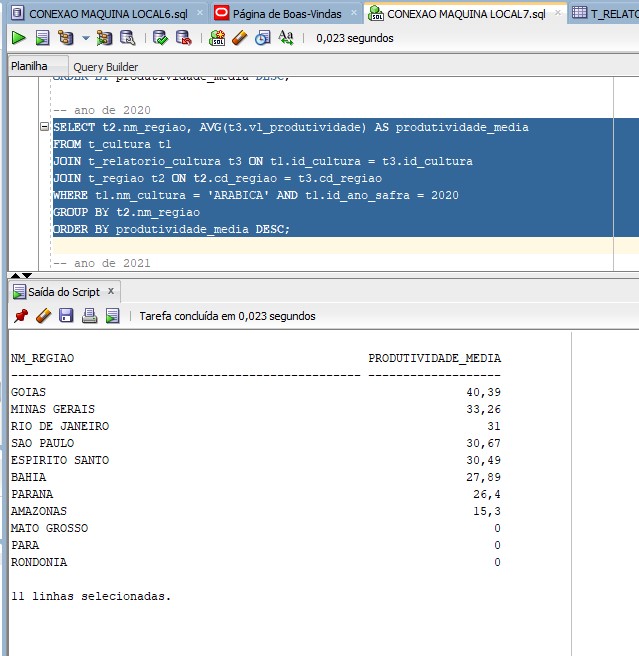 CONEXAO MAQUINA LOCAL6.sql × Página de Boas-Vindas × CONEXAO MAQUINA LOCAL7.sql × T_RELATO
0,023 segundos
Planilha Query Builder
ORDER BY produtividade_media DESC;
-- ano de 2020
SELECT t2.nm_regiao, AVG(t3.vl_produtividade) AS produtividade_media
FROM t_cultura t1
JOIN t_relatorio_cultura t3 ON t1.id_cultura = t3.id_cultura
JOIN t_regiao t2 ON t2.cd_regiao = t3.cd_regiao
WHERE t1.nm_cultura = 'ARABICA' AND t1.id_ano_safra = 2020
GROUP BY t2.nm_regiao
ORDER BY produtividade_media DESC;
-- ano de 2021
Saída do Script ×
Tarefa concluída em 0,023 segundos
NM_REGIAO PRODUTIVIDADE_MEDIA
-------------------------------------------------- -------------------
GOIAS 40,39
MINAS GERAIS 33,26
RIO DE JANEIRO 31
SAO PAULO 30,67
ESPIRITO SANTO 30,49
BAHIA 27,89
PARANA 26,4
AMAZONAS 15,3
MATO GROSSO 0
PARA 0
RONDONIA 0
11 linhas selecionadas.